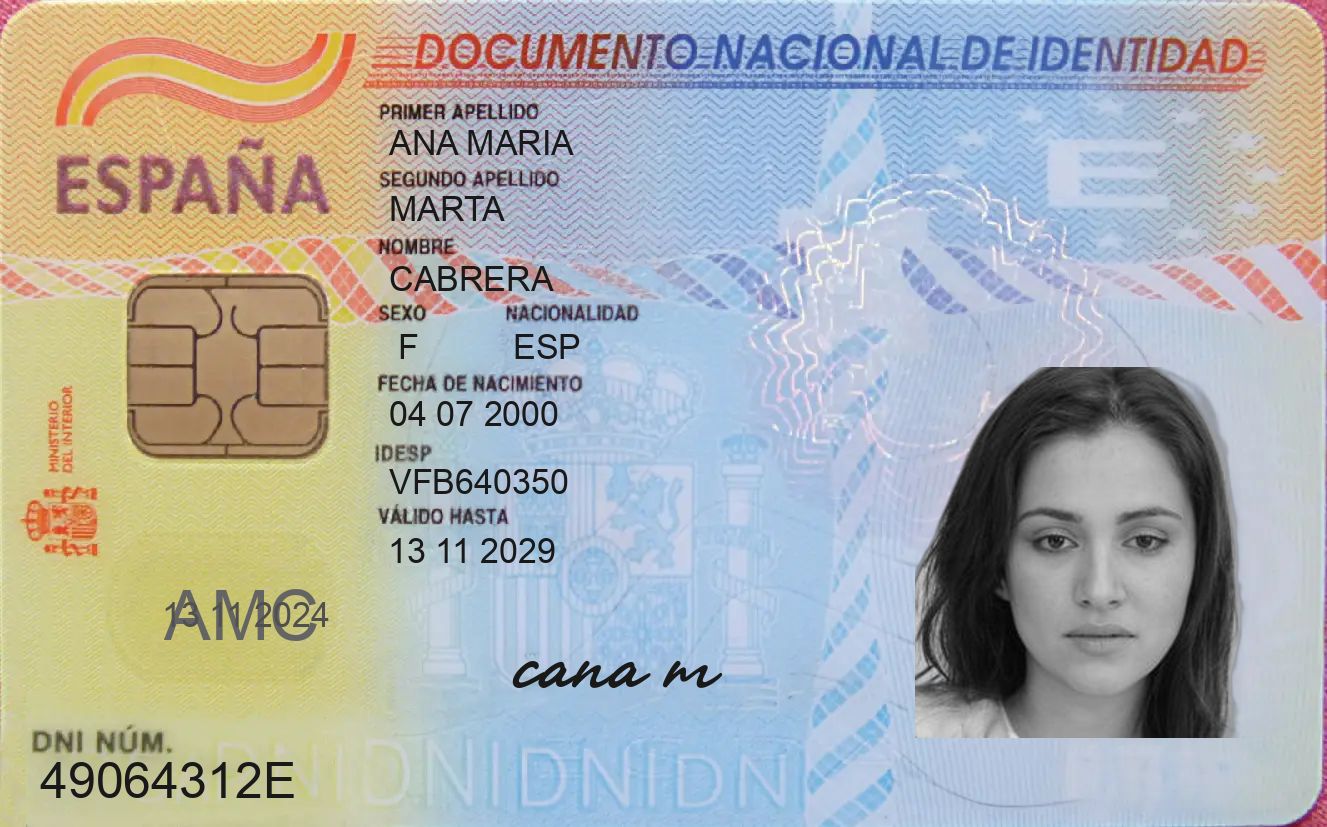 DOCUMENTO NACIONAL DE IDENTIDAD
ESPAÑA
PRIMER APELLIDO
ANA MARIA
SEGUNDO APELLIDO
MARTA
NOMBRE
CABRERA
SEXO NACIONALIDAD
F ESP
FECHA DE NACIMIENTO
04 07 2000
IDESP
VFB640350
VÁLIDO HASTA
13 11 2029
MINISTERIO
DEL INTERIOR
E
AMC
13 11 2024
cana m
DNI NÚM.
49064312E
DNIDNIDNIDNI